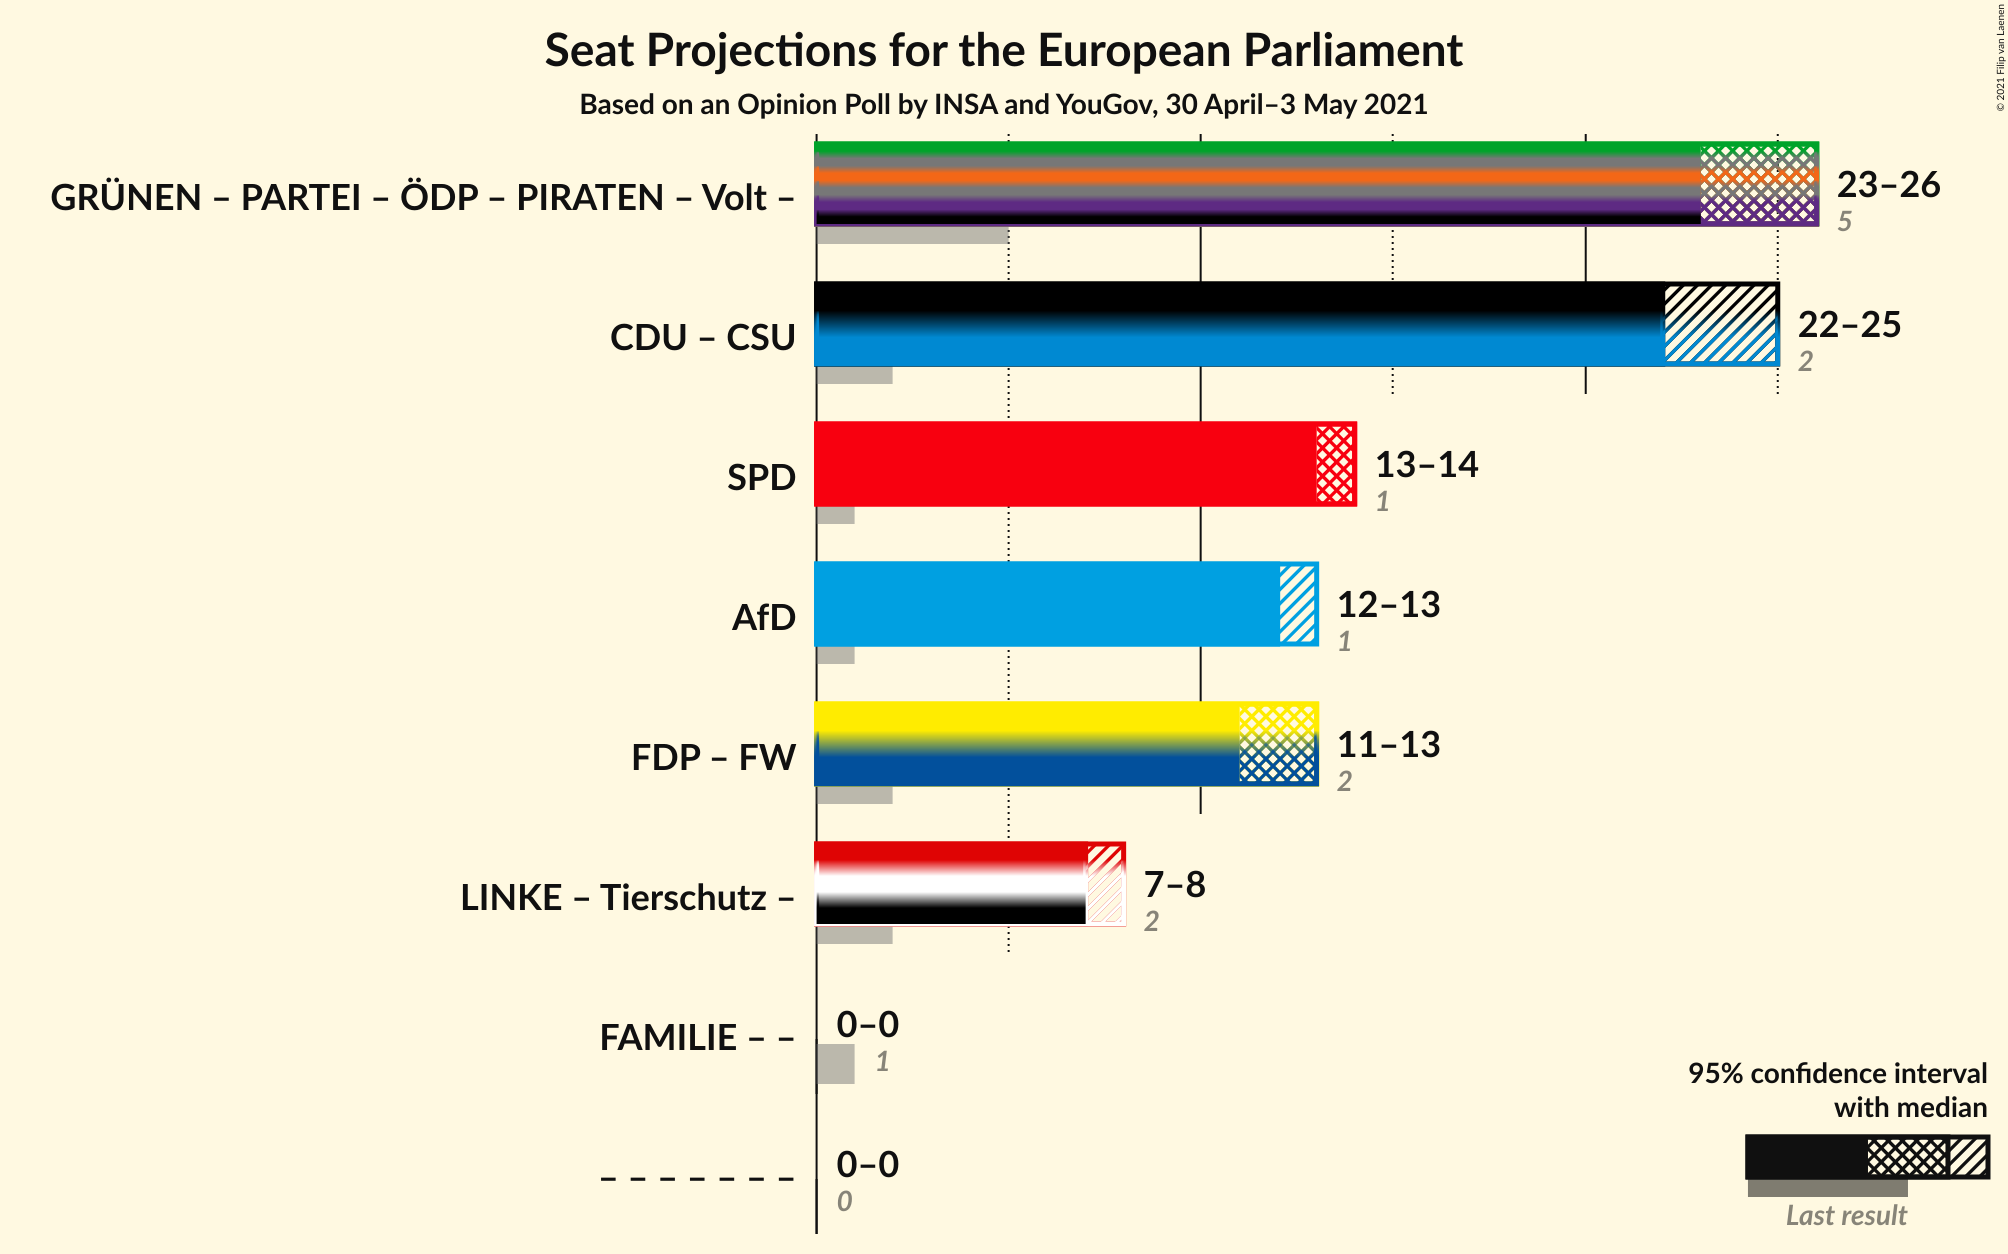 Seat Projections for the European Parliament
Based on an Opinion Poll by INSA and YouGov, 30 April–3 May 2021
© 2021 Filip van Laenen
GRÜNEN – PARTEI – ÖDP – PIRATEN – Volt –
23–26
5
CDU – CSU
22–25
2
SPD
13–14
1
AfD
12–13
1
FDP – FW
11–13
2
LINKE – Tierschutz –
7–8
2
FAMILIE – –
0–0
1
– – – – – – –
0–0
0
95% confidence interval
with median
Last result